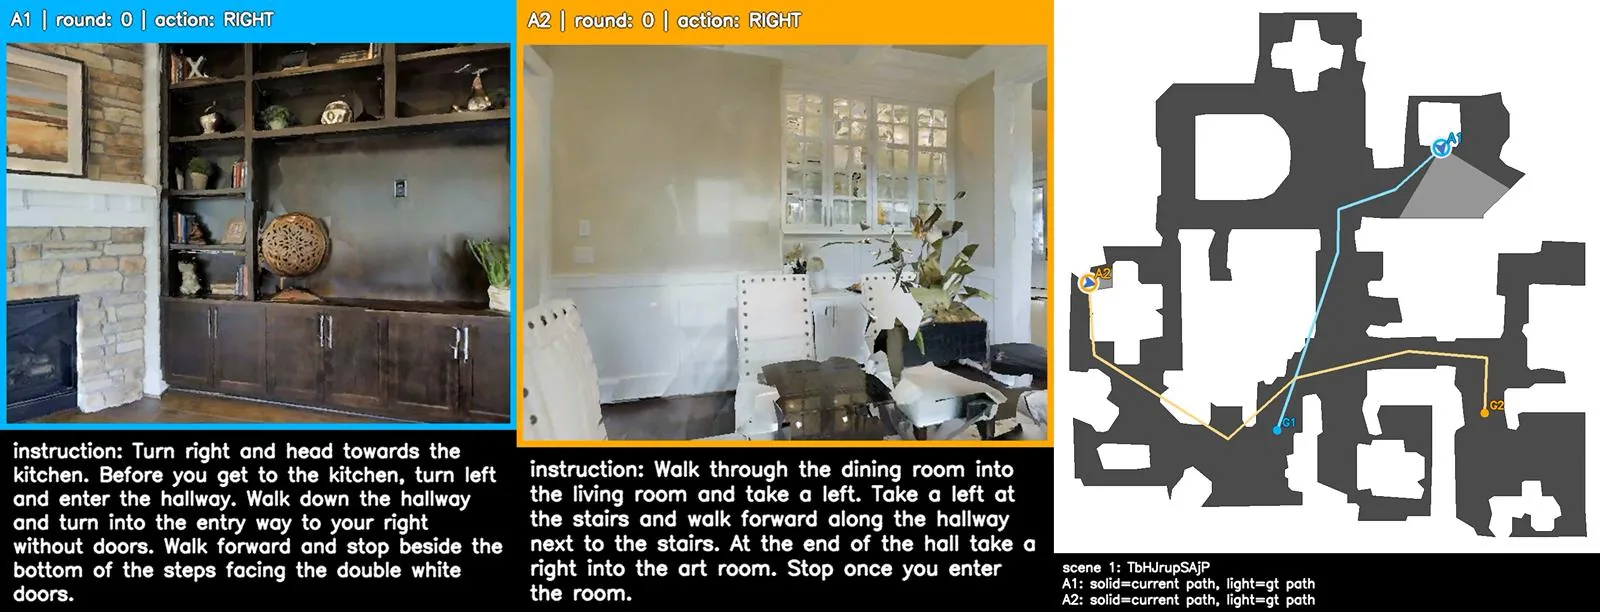 A1 | round: 0 | action: RIGHT
instruction: Turn right and head towards the
kitchen. Before you get to the kitchen, turn left
and enter the hallway. Walk down the hallway
and turn into the entry way to your right
without doors. Walk forward and stop beside the
bottom of the steps facing the double white
doors.
A2 | round: 0 | action: RIGHT
instruction: Walk through the dining room into
the living room and take a left. Take a left at
the stairs and walk forward along the hallway
next to the stairs. At the end of the hall take a
right into the art room. Stop once you enter
the room.
A1
A2
G1
G2
scene 1: TbHJrupSAjP
A1: solid=current path, light=gt path
A2: solid=current path, light=gt path